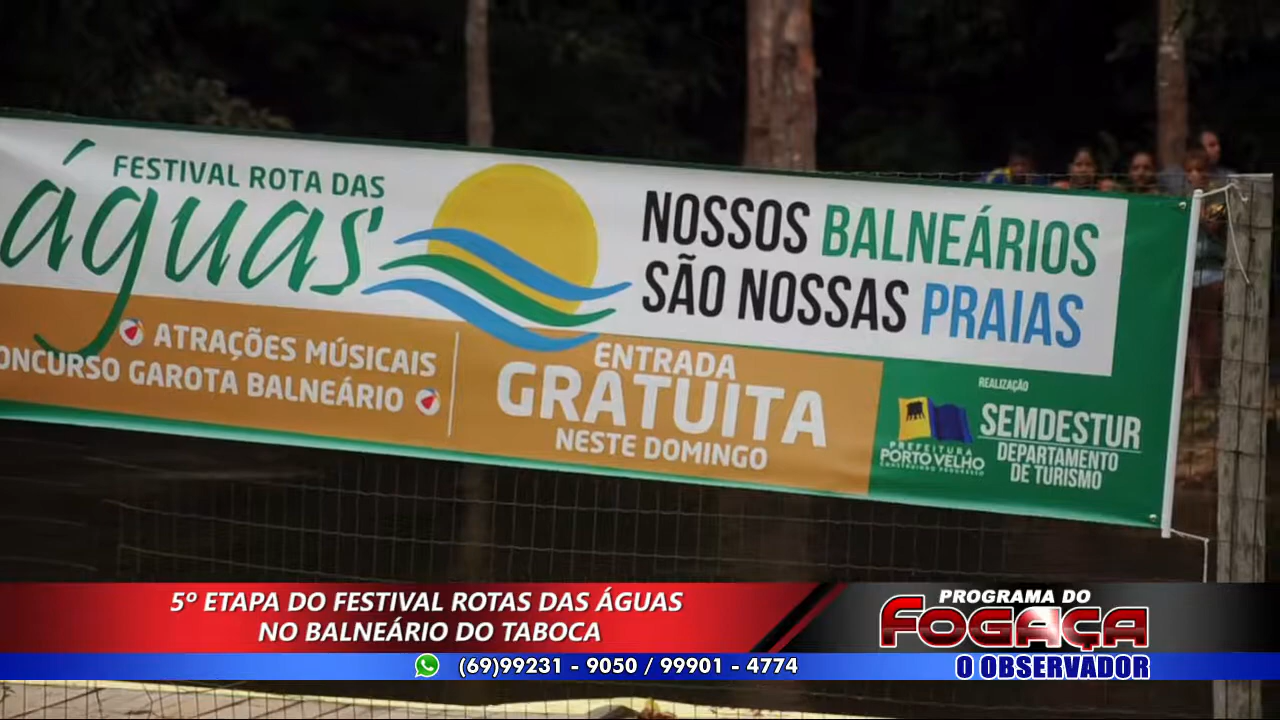 FESTIVAL ROTA DAS
águas
NOSSOS BALNEÁRIOS
SÃO NOSSAS PRAIAS
ATRAÇÕES MÚSICAIS
ONCURSO GAROTA BALNEÁRIO
ENTRADA
GRATUITA
NESTE DOMINGO
REALIZAÇÃO
PREFEITURA
PORTO VELHO
CONSTRUINDO PROGRESSO
SEMDESTUR
DEPARTAMENTO
DE TURISMO
5º ETAPA DO FESTIVAL ROTAS DAS ÁGUAS
NO BALNEÁRIO DO TABOCA
PROGRAMA DO
FOGAÇA
O OBSERVADOR
(69)99231 - 9050 / 99901 - 4774